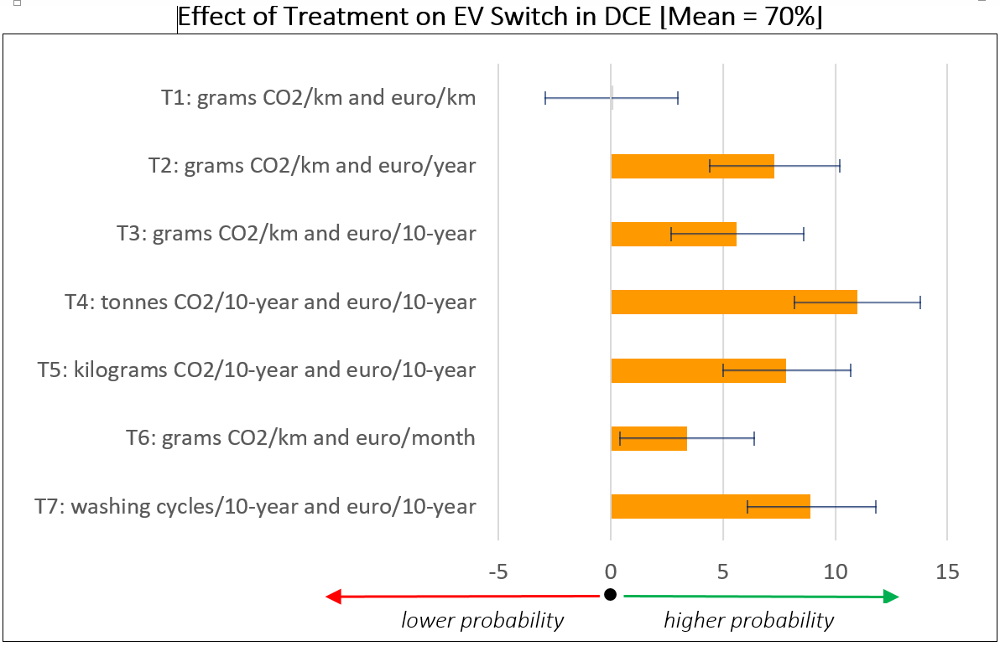 Effect of Treatment on EV Switch in DCE [Mean = 70%]
T1: grams CO2/km and euro/km
T2: grams CO2/km and euro/year
T3: grams CO2/km and euro/10-year
T4: tonnes CO2/10-year and euro/10-year
T5: kilograms CO2/10-year and euro/10-year
T6: grams CO2/km and euro/month
T7: washing cycles/10-year and euro/10-year
-5 0 5 10 15
lower probability higher probability